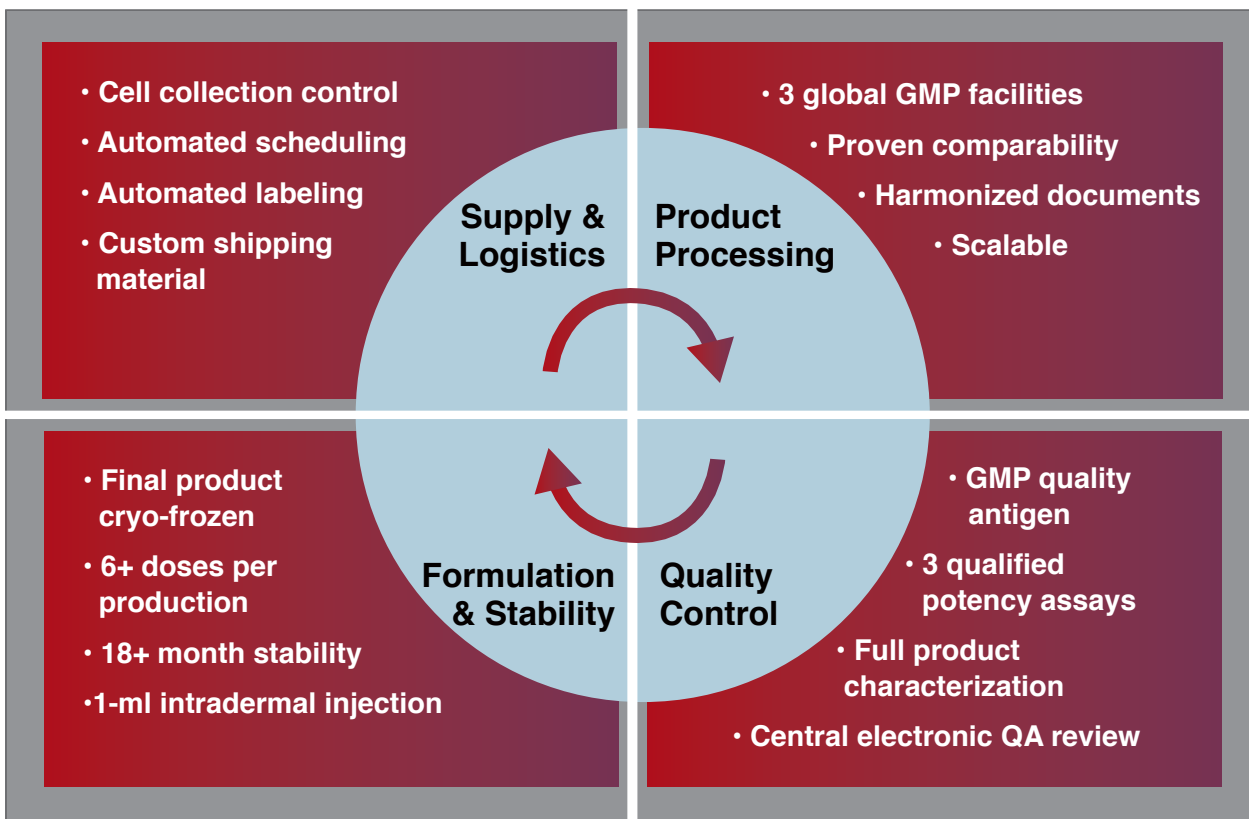 · Cell collection control
· Automated scheduling
· Automated labeling
· Custom shipping
material
Supply &
Logistics
· 3 global GMP facilities
· Proven comparability
· Harmonized documents
· Scalable
Product
Processing
· Final product
cryo-frozen
· 6+ doses per
production
· 18+ month stability
·1-ml intradermal injection
Formulation
& Stability
· GMP quality
antigen
· 3 qualified
potency assays
· Full product
characterization
· Central electronic QA review
Quality
Control